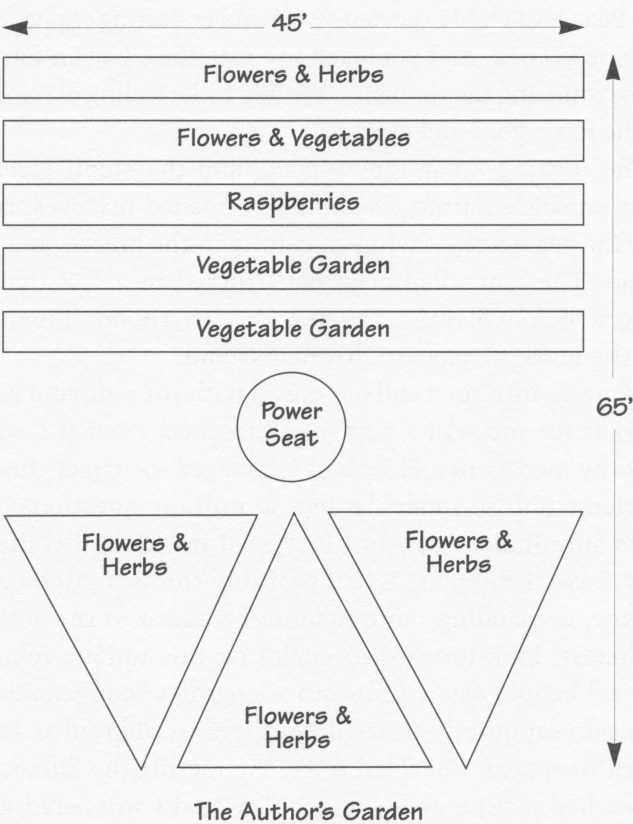 45'
Flowers & Herbs
Flowers & Vegetables
Raspberries
Vegetable Garden
Vegetable Garden
Power
Seat
65'
Flowers &
Herbs
Flowers &
Herbs
Flowers &
Herbs
The Author's Garden